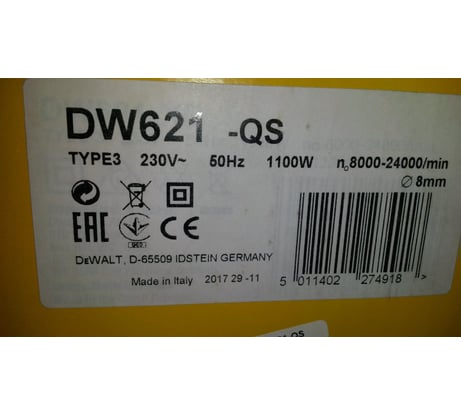 DW621 -QS
TYPE3 230V~ 50Hz 1100W n₀8000-24000/min
∅8mm
EAC CE
DEWALT, D-65509 IDSTEIN GERMANY
Made in Italy 2017 29 -11
5 011402 274918 >